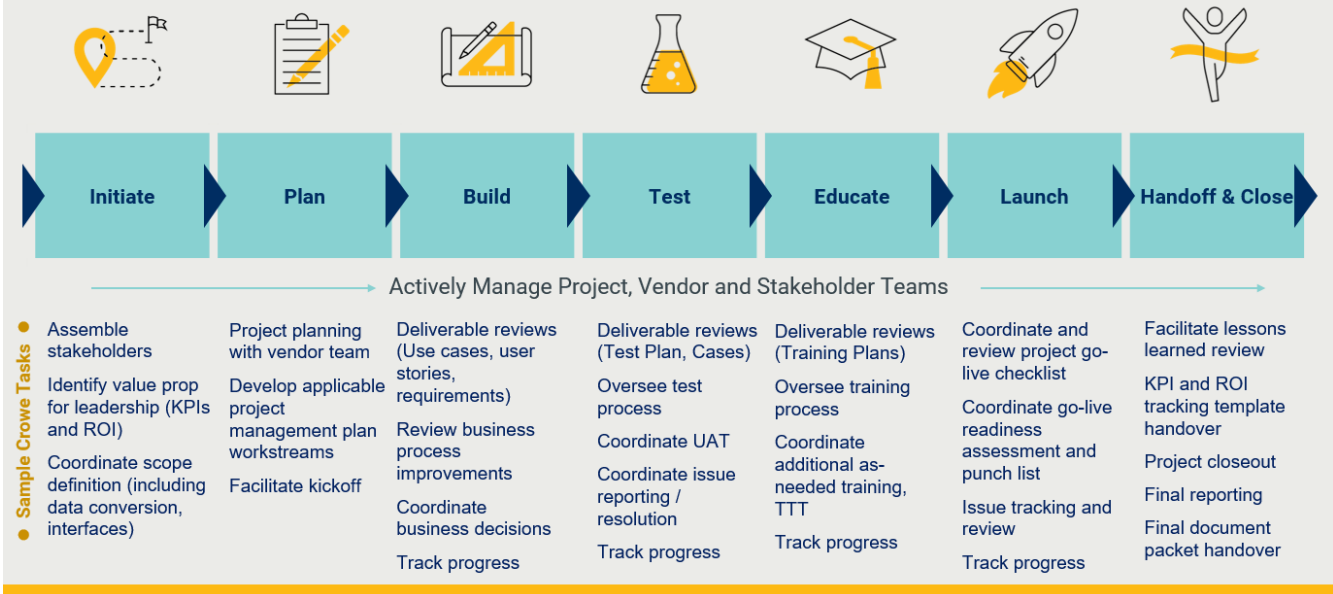 Initiate
Plan
Build
Test
Educate
Launch
Handoff & Close
Actively Manage Project, Vendor and Stakeholder Teams
Sample Crowe Tasks
Assemble
stakeholders
Identify value prop
for leadership (KPIs
and ROI)
Coordinate scope
definition (including
data conversion,
interfaces)
Project planning
with vendor team
Develop applicable
project
management plan
workstreams
Facilitate kickoff
Deliverable reviews
(Use cases, user
stories,
requirements)
Review business
process
improvements
Coordinate
business decisions
Track progress
Deliverable reviews
(Test Plan, Cases)
Oversee test
process
Coordinate UAT
Coordinate issue
reporting /
resolution
Track progress
Deliverable reviews
(Training Plans)
Oversee training
process
Coordinate
additional as-
needed training,
TTT
Track progress
Coordinate and
review project go-
live checklist
Coordinate go-live
readiness
assessment and
punch list
Issue tracking and
review
Track progress
Facilitate lessons
learned review
KPI and ROI
tracking template
handover
Project closeout
Final reporting
Final document
packet handover